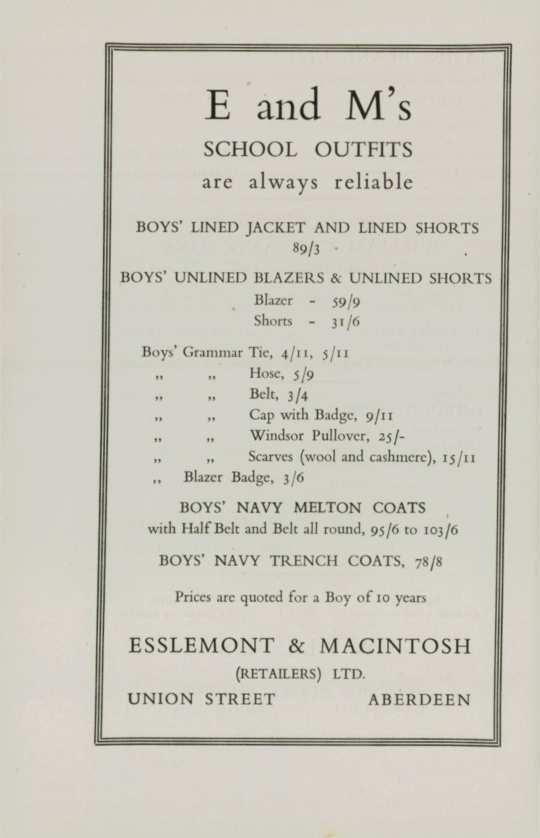 E and M's
SCHOOL OUTFITS
are always reliable
BOYS' LINED JACKET AND LINED SHORTS
89/3
BOYS' UNLINED BLAZERS & UNLINED SHORTS
Blazer - 59/9
Shorts - 31/6
Boys' Grammar Tie, 4/11, 5/11
„ „ Hose, 5/9
„ „ Belt, 3/4
„ „ Cap with Badge, 9/11
„ „ Windsor Pullover, 25/-
„ „ Scarves (wool and cashmere), 15/11
„ Blazer Badge, 3/6
BOYS' NAVY MELTON COATS
with Half Belt and Belt all round, 95/6 to 103/6
BOYS' NAVY TRENCH COATS, 78/8
Prices are quoted for a Boy of 10 years
ESSLEMONT & MACINTOSH
(RETAILERS) LTD.
UNION STREET ABERDEEN